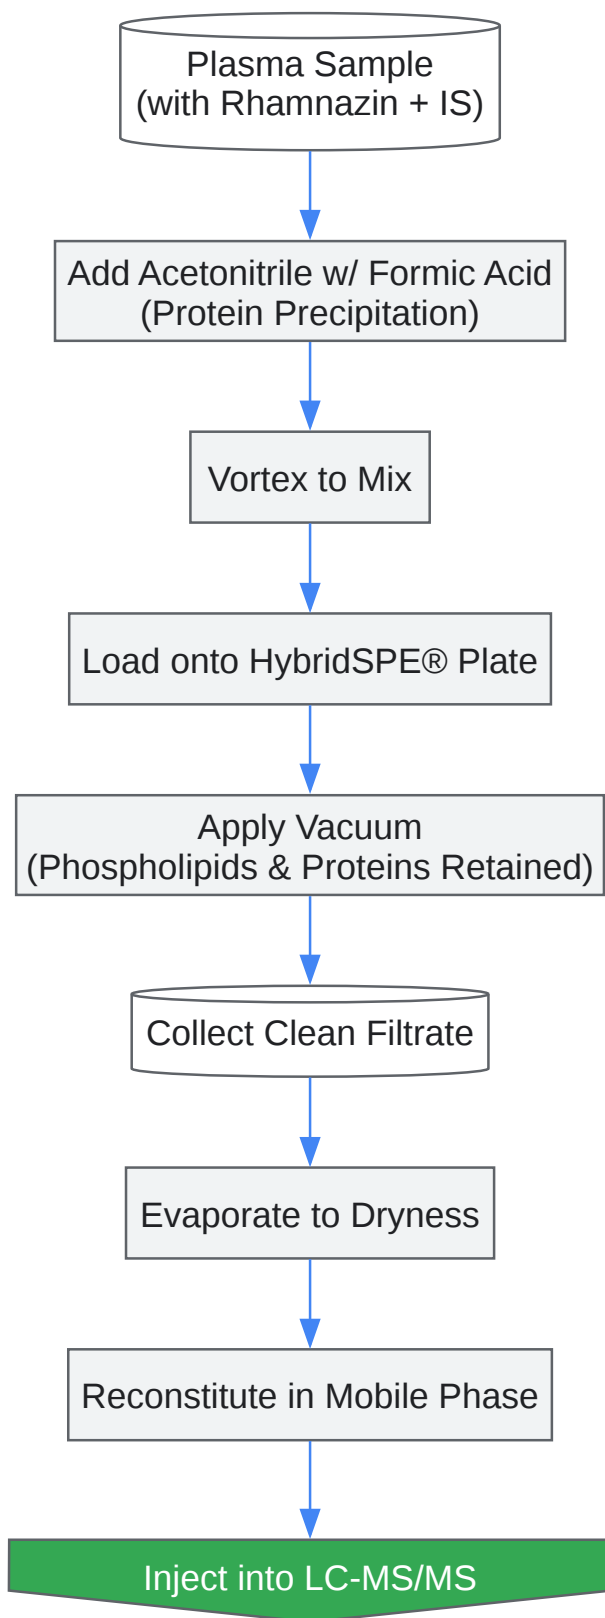 Plasma Sample
(with Rhamnazin + IS)
Add Acetonitrile w/ Formic Acid
(Protein Precipitation)
Vortex to Mix
Load onto HybridSPE® Plate
Apply Vacuum
(Phospholipids & Proteins Retained)
Collect Clean Filtrate
Evaporate to Dryness
Reconstitute in Mobile Phase
Inject into LC-MS/MS